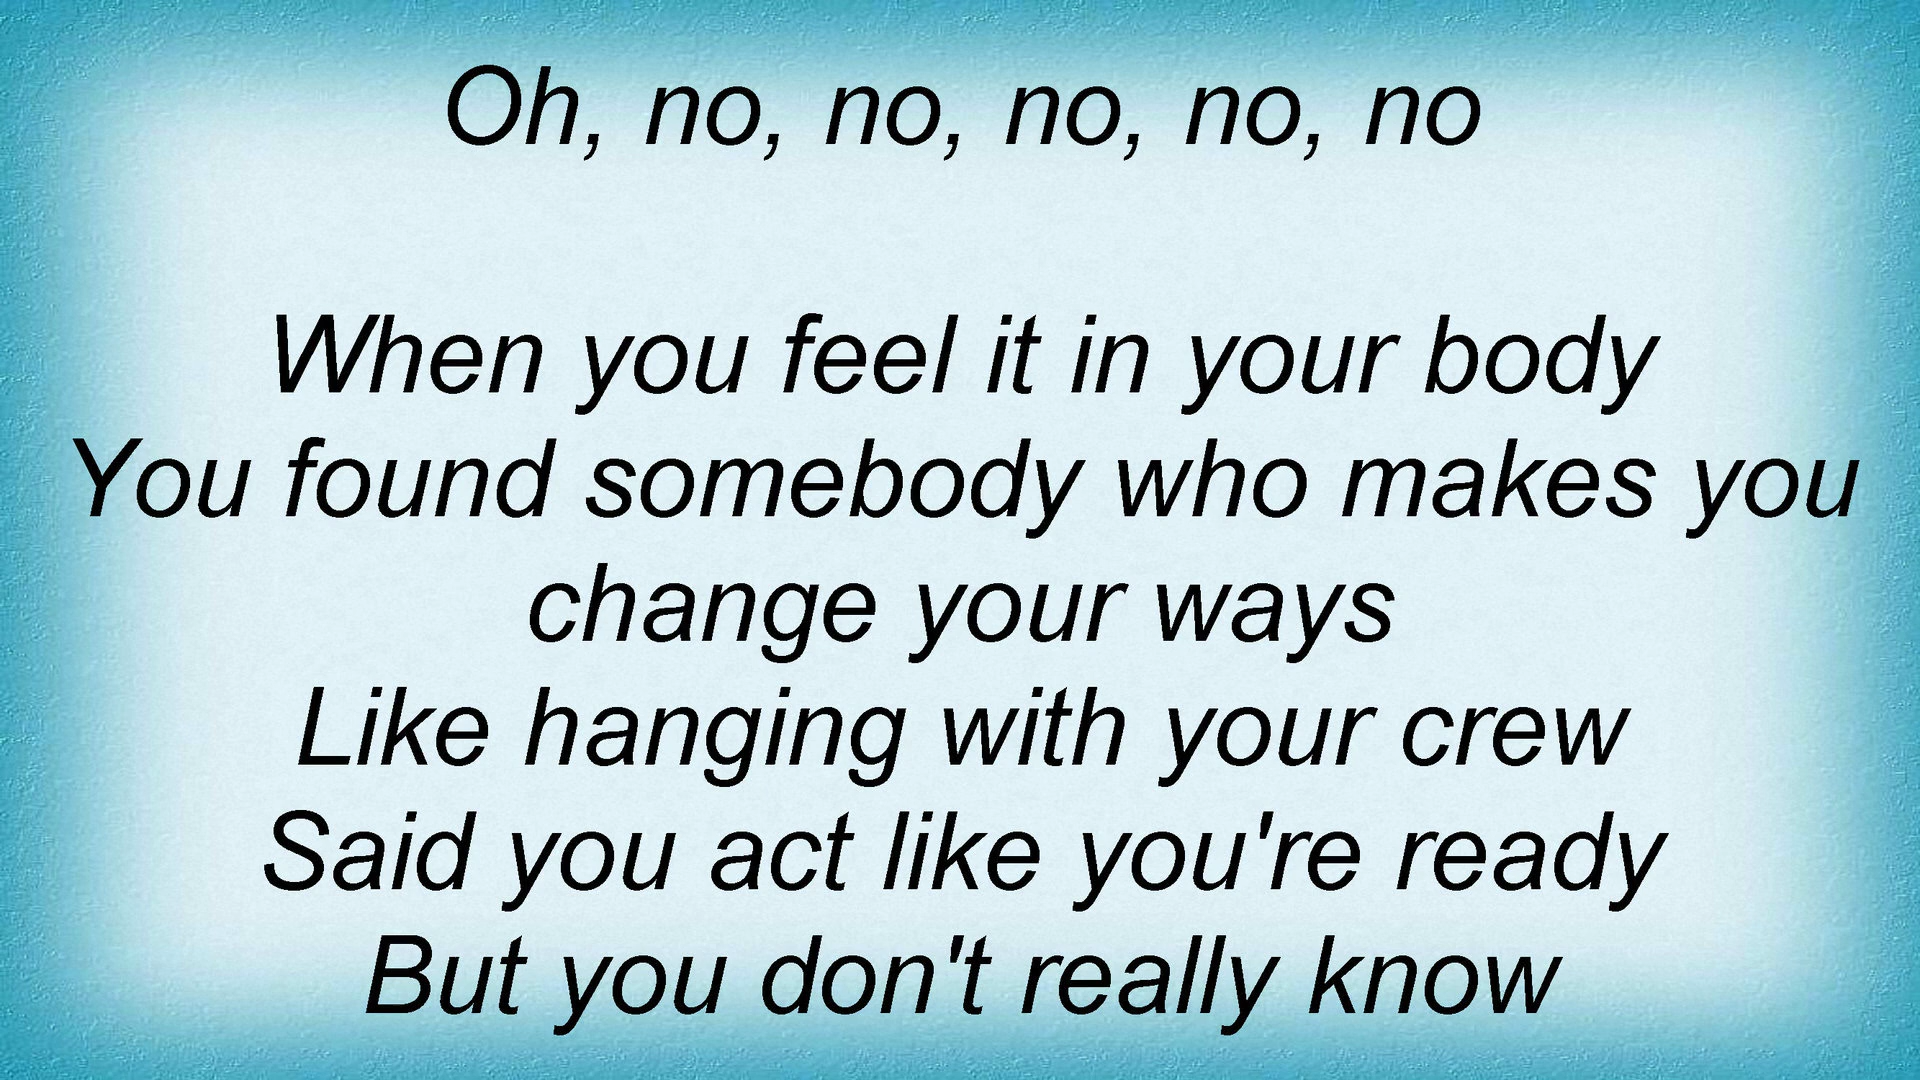 Oh, no, no, no, no, no
When you feel it in your body
You found somebody who makes you
change your ways
Like hanging with your crew
Said you act like you're ready
But you don't really know